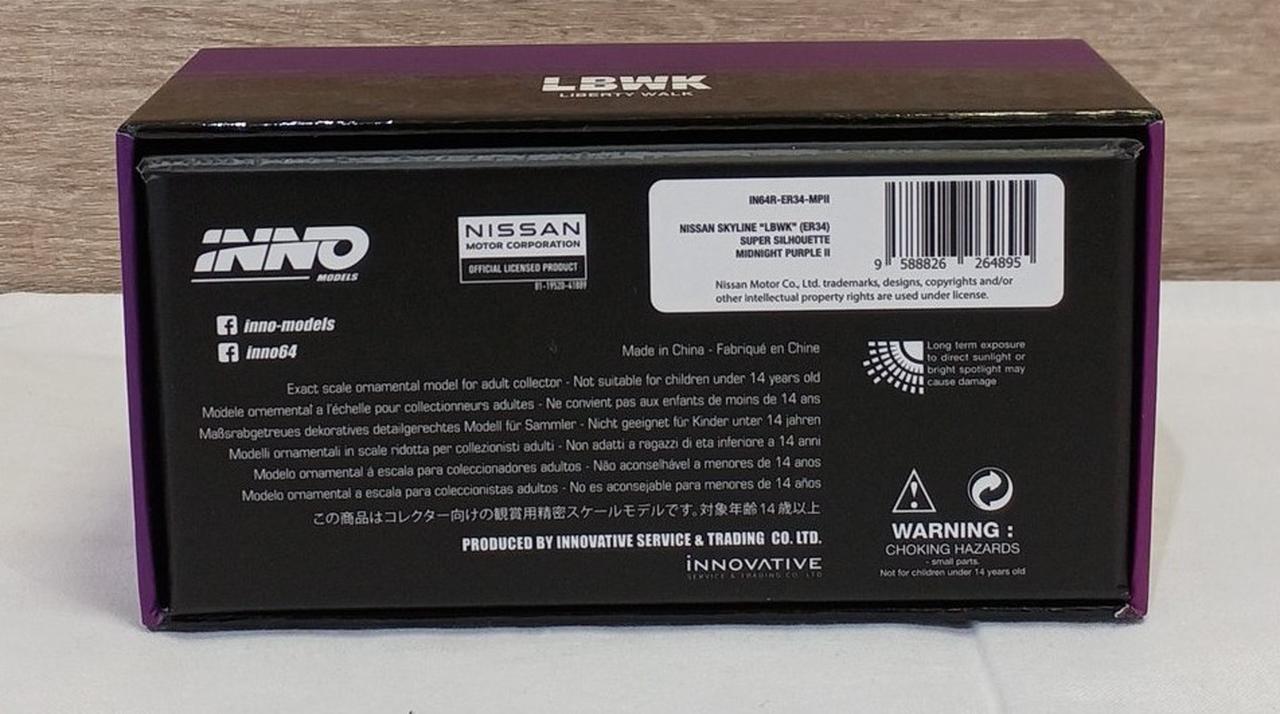 LBWK
LIBERTY WALK
INNO
MODELS
inno-models
inno64
NISSAN
MOTOR CORPORATION
OFFICIAL LICENSED PRODUCT
IN64R-ER34-MPII
NISSAN SKYLINE "LBWK" (ER34)
SUPER SILHOUETTE
MIDNIGHT PURPLE II
9 588826 264895
Nissan Motor Co., Ltd. trademarks, designs, copyrights and/or
other intellectual property rights are used under license.
Made in China - Fabriqué en Chine
Exact scale ornamental model for adult collector - Not suitable for children under 14 years old
Modele ornemental a l'échelle pour collectionneurs adultes - Ne convient pas aux enfants de moins de 14 ans
Maßsrabgetreues dekoratives detailgerechtes Modell für Sammler - Nicht geeignet für Kinder unter 14 jahren
Modelli ornamentali in scale ridotta per collezionisti adulti - Non adatti a ragazzi di eta inferiore a 14 anni
Modelo ornamental á escala para coleccionadores adultos - Não aconselhável a menores de 14 anos
Modelo ornamental a escala para coleccionistas adultos - No es aconsejable para menores de 14 años
この商品はコレクター向けの観賞用精密スケールモデルです。対象年齢14歳以上
PRODUCED BY INNOVATIVE SERVICE & TRADING CO. LTD.
iNNOVATIVE
SERVICE & TRADING CO. LTD
Long term exposure
to direct sunlight or
bright spotlight may
cause damage
WARNING :
CHOKING HAZARDS
- small parts.
Not for children under 14 years old